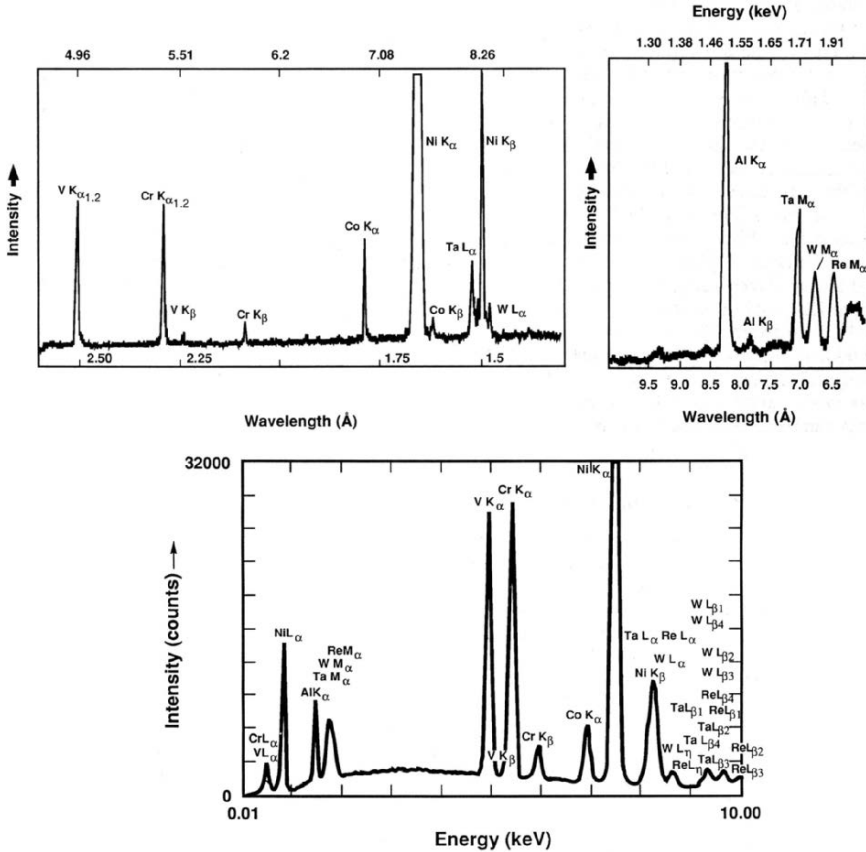 4.96 5.51 6.2 7.08 8.26
Intensity
V Kα1.2
Cr Kα1.2
V Kβ
Cr Kβ
Co Kα
Ni Kα
Co Kβ
Ta Lα
Ni Kβ
W Lα
2.50 2.25 1.75 1.5
Wavelength (Å)
Energy (keV)
1.30 1.38 1.46 1.55 1.65 1.71 1.91
Intensity
Al Kα
Al Kβ
Ta Mα
W Mα
Re Mα
9.5 9.0 8.5 8.0 7.5 7.0 6.5
Wavelength (Å)
32000
Intensity (counts)
0
CrLα
VLα
NiLα
ReMα
W Mα
Ta Mα
AlKα
V Kα
Cr Kα
V Kβ
Cr Kβ
Co Kα
Ni Kα
Ta Lα Re Lα
W Lα
Ni Kβ
W Lβ1
W Lβ4
W Lβ2
W Lβ3
ReLβ4
TaLβ1 ReLβ1
TaLβ2
Ta Lβ4
W Lη
ReLη
TaLβ3
ReLβ2
ReLβ3
0.01 10.00
Energy (keV)